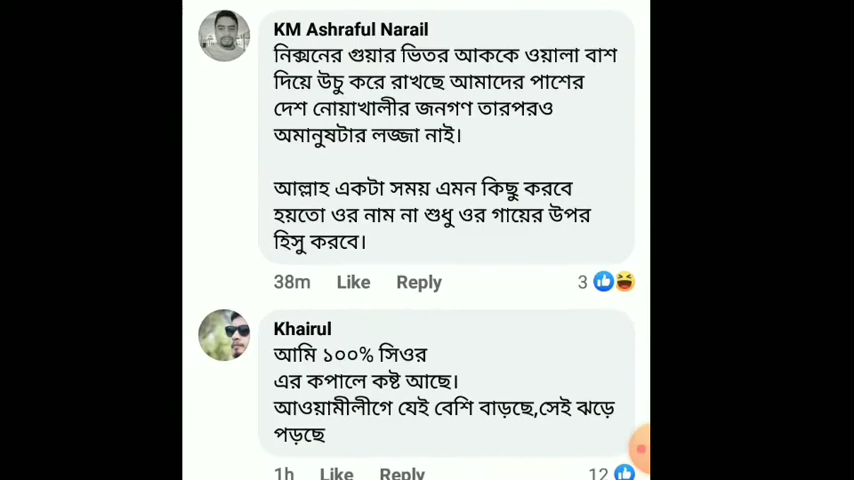 KM Ashraful Narail
নিক্সনের গুয়ার ভিতর আককে ওয়ালা বাশ
দিয়ে উচু করে রাখছে আমাদের পাশের
দেশ নোয়াখালীর জনগণ তারপরও
অমানুষটার লজ্জা নাই।
আল্লাহ একটা সময় এমন কিছু করবে
হয়তো ওর নাম না শুধু ওর গায়ের উপর
হিসু করবে।
38m Like Reply 3
Khairul
আমি ১০০% সিওর
এর কপালে কষ্ট আছে।
আওয়ামীলীগে যেই বেশি বাড়ছে,সেই ঝড়ে
পড়ছে
1h Like Reply 12